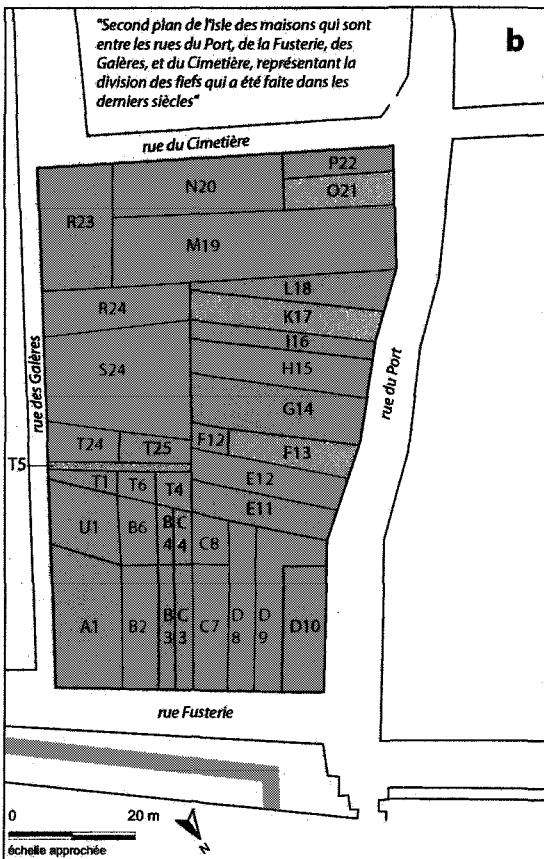 "Second plan de l'Isle des maisons qui sont
entre les rues du Port, de la Fusterie, des
Galères, et du Cimetière, représentant la
division des fiefs qui a été faite dans les
derniers siècles"
b
rue du Cimetière
P22
N20
O21
R23
M19
L18
R24
K17
I16
rue des Galères
S24
H15
rue du Port
G14
T24
T25
F12
F13
T5
T1
T6
T4
E12
E11
U1
B6
B
4
C
4
C8
A1
B2
B
3
C
3
C7
D
8
D
9
D10
rue Fusterie
0
20 m
N
échelle approchée